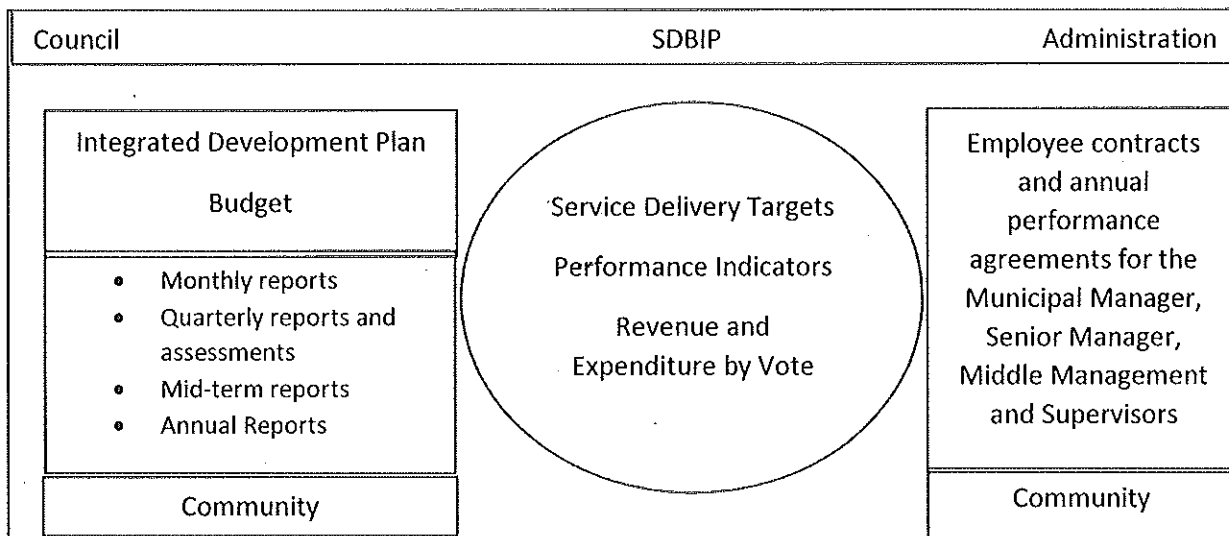 Council SDBIP Administration
Integrated Development Plan
Budget
• Monthly reports
• Quarterly reports and
assessments
• Mid-term reports
• Annual Reports
Community
Service Delivery Targets
Performance Indicators
Revenue and
Expenditure by Vote
Employee contracts
and annual
performance
agreements for the
Municipal Manager,
Senior Manager,
Middle Management
and Supervisors
Community